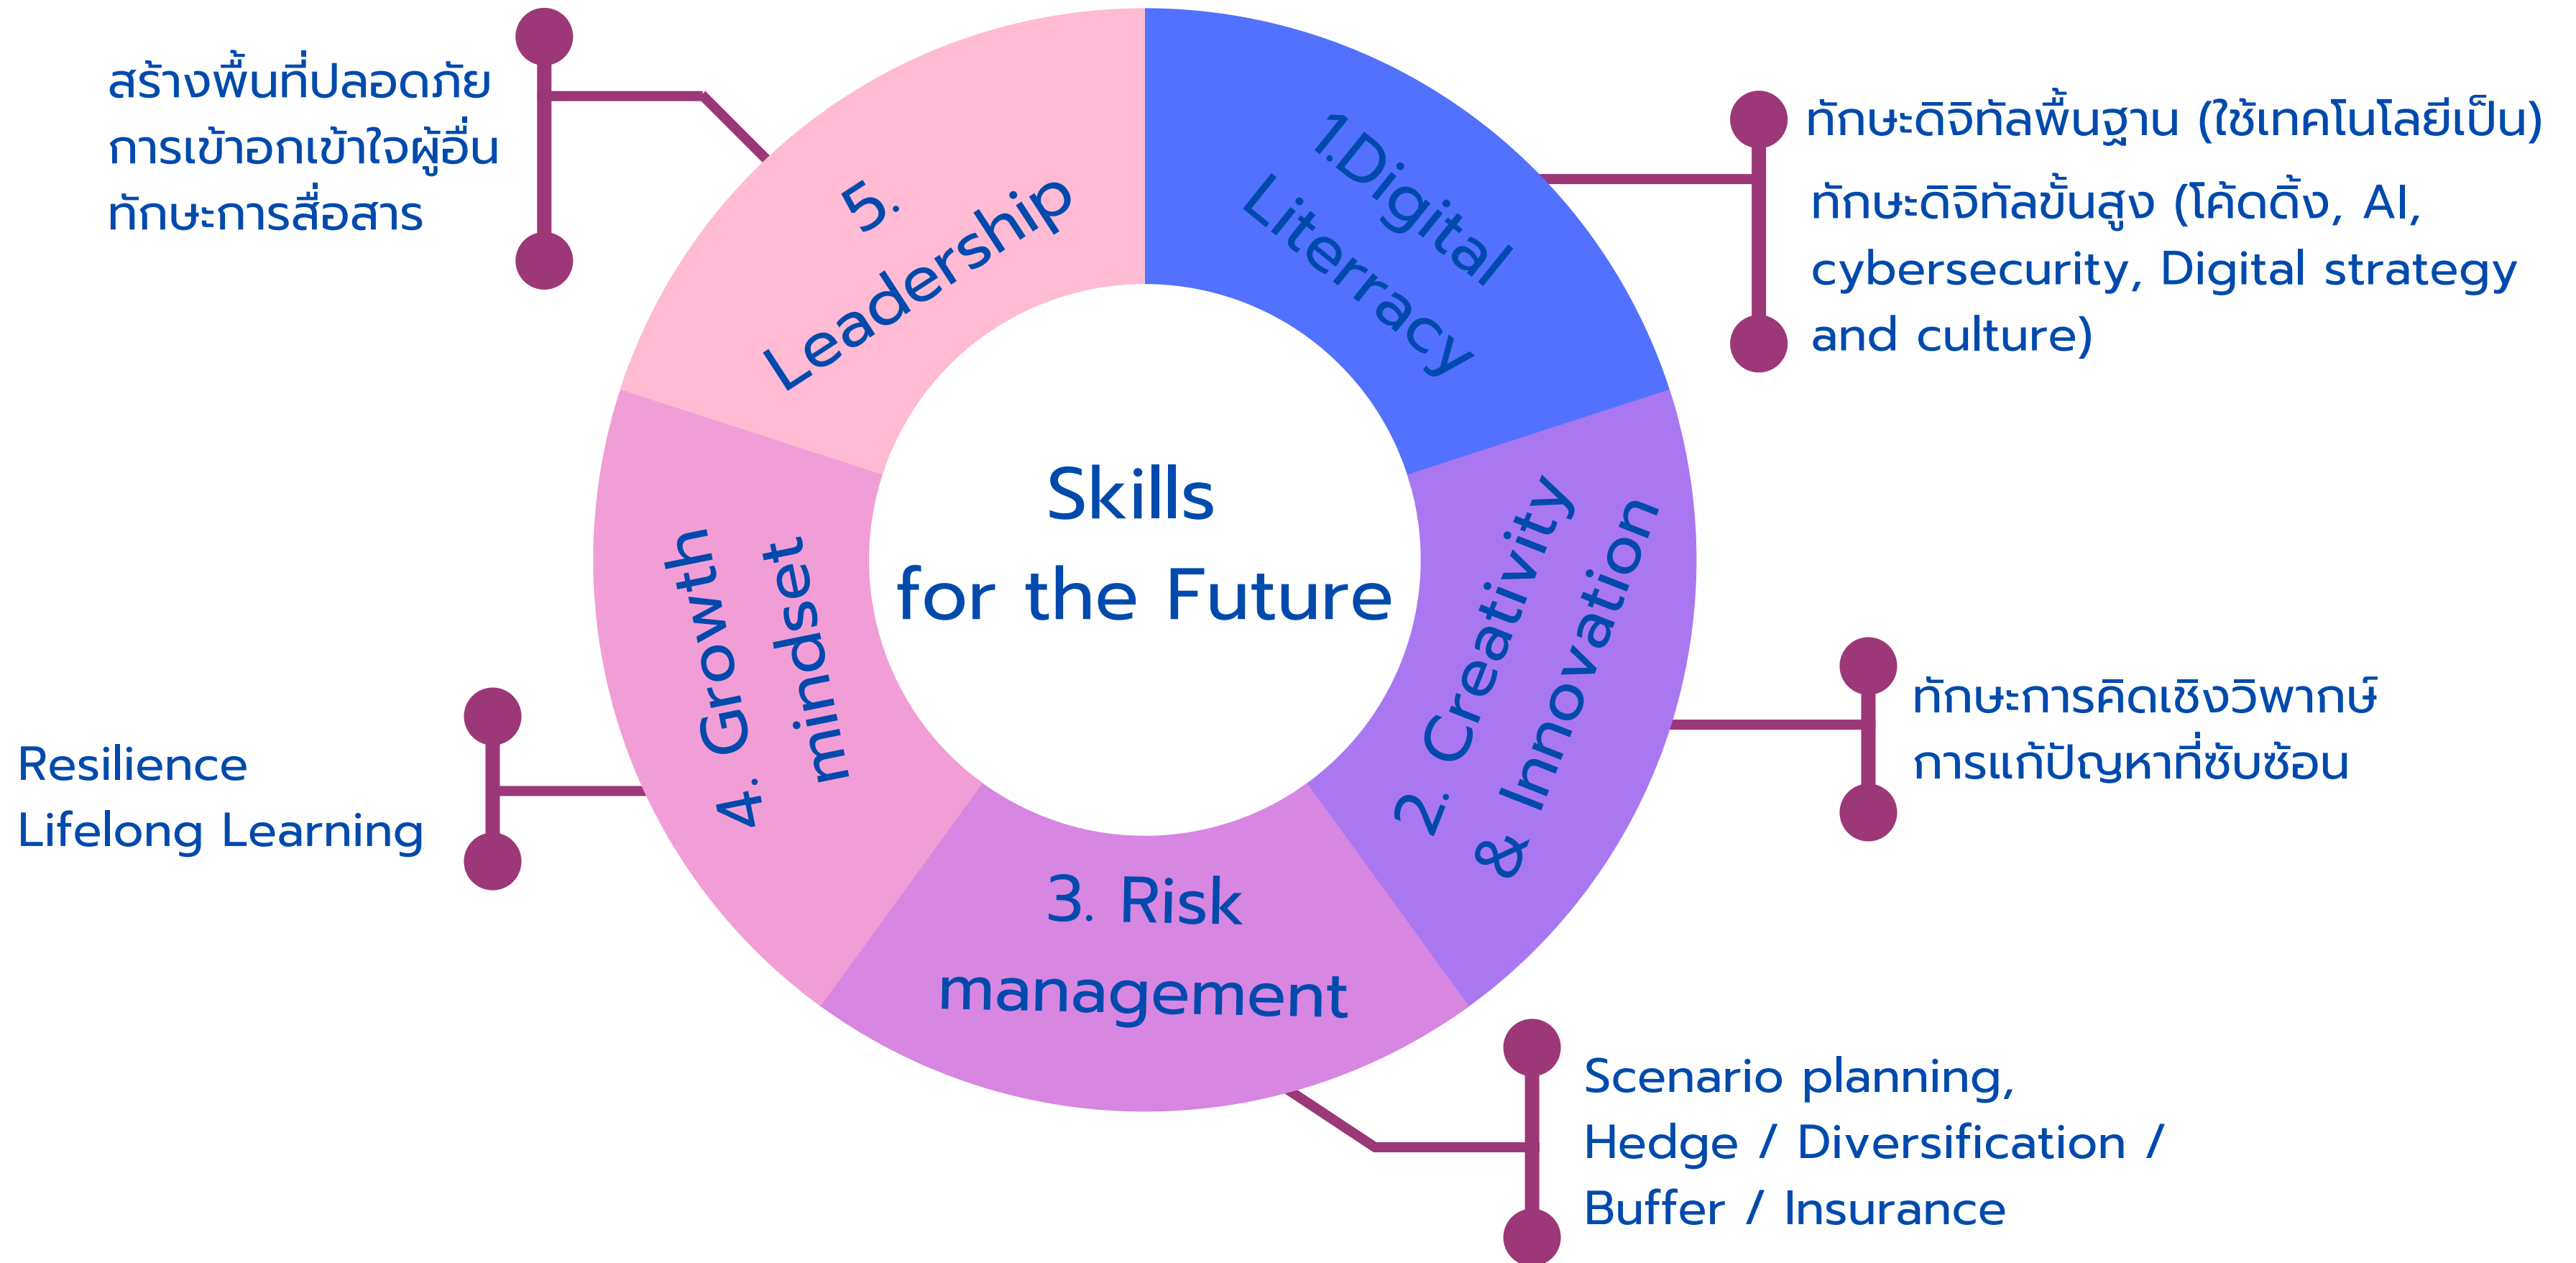 Skills
for the Future
1.Digital
Literracy
ทักษะดิจิทัลพื้นฐาน (ใช้เทคโนโลยีเป็น)
ทักษะดิจิทัลขั้นสูง (โค้ดดิ้ง, AI,
cybersecurity, Digital strategy
and culture)
2. Creativity
& Innovation
ทักษะการคิดเชิงวิพากษ์
การแก้ปัญหาที่ซับซ้อน
3. Risk
management
Scenario planning,
Hedge / Diversification /
Buffer / Insurance
4. Growth
mindset
Resilience
Lifelong Learning
5.
Leadership
สร้างพื้นที่ปลอดภัย
การเข้าอกเข้าใจผู้อื่น
ทักษะการสื่อสาร